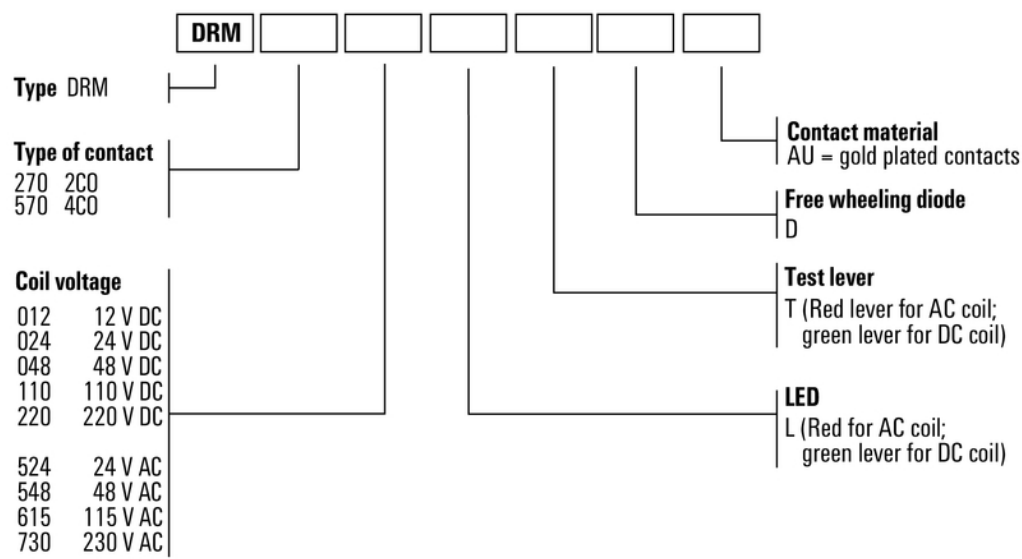 DRM
Type DRM
Type of contact
270 2CO
570 4CO
Coil voltage
012 12 V DC
024 24 V DC
048 48 V DC
110 110 V DC
220 220 V DC
524 24 V AC
548 48 V AC
615 115 V AC
730 230 V AC
Contact material
AU = gold plated contacts
Free wheeling diode
D
Test lever
T (Red lever for AC coil;
green lever for DC coil)
LED
L (Red for AC coil;
green lever for DC coil)